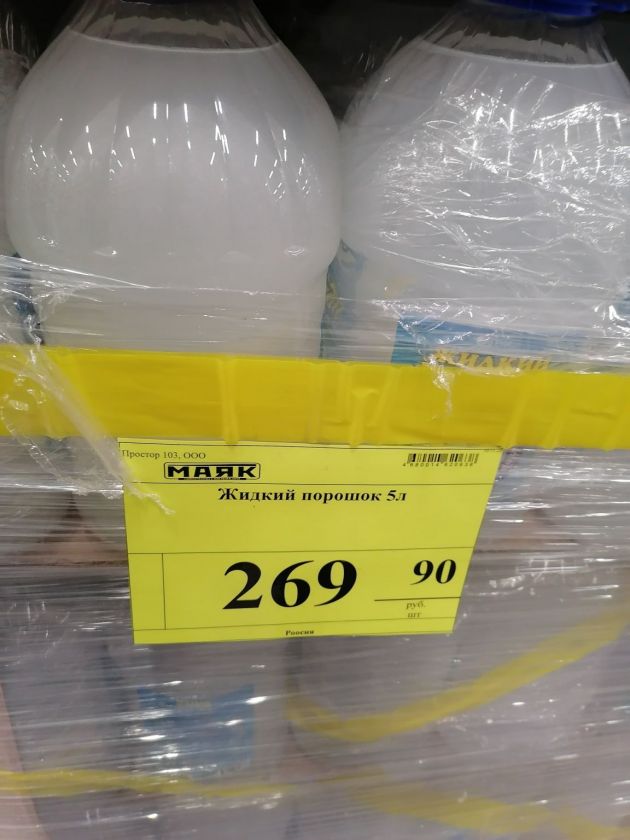 ЖИДКИЙ
Простор 103, ООО
МАЯК
Жидкий порошок 5л
269 90
руб.
шт
Россия